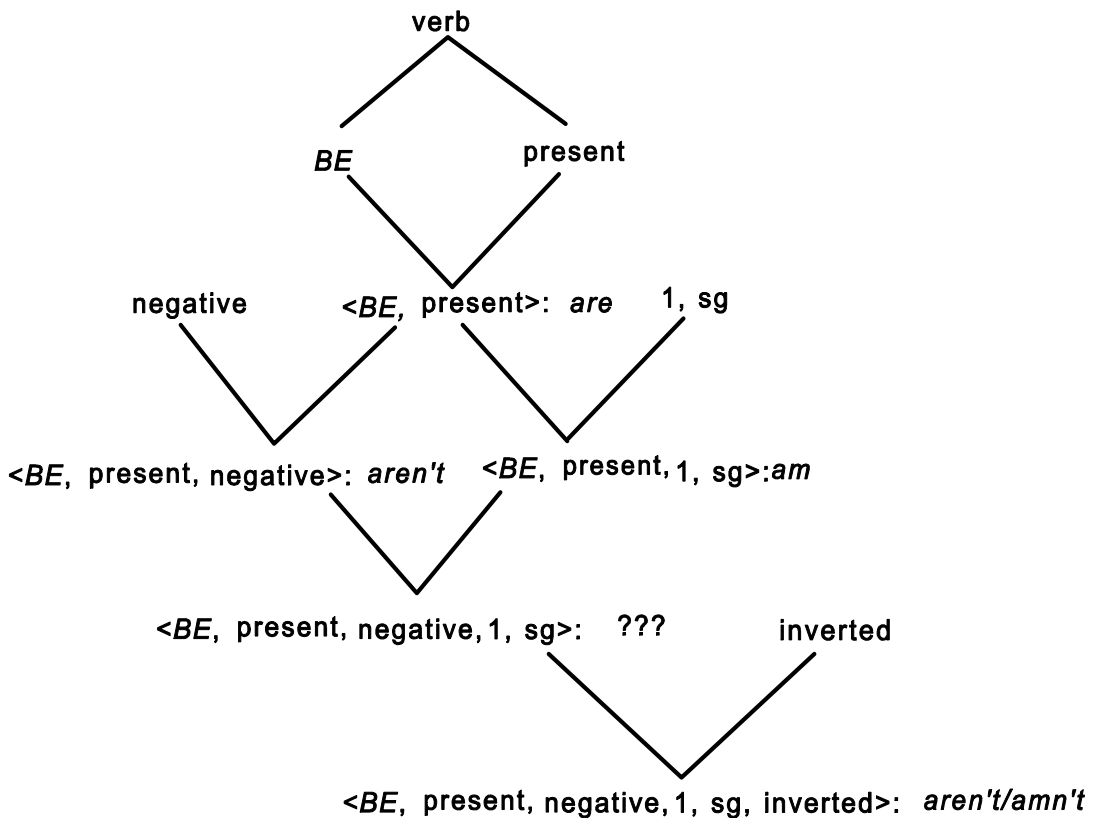 verb
BE present
negative <BE, present>: are 1, sg
<BE, present, negative>: aren't <BE, present, 1, sg>:am
<BE, present, negative, 1, sg>: ??? inverted
<BE, present, negative, 1, sg, inverted>: aren't/amn't